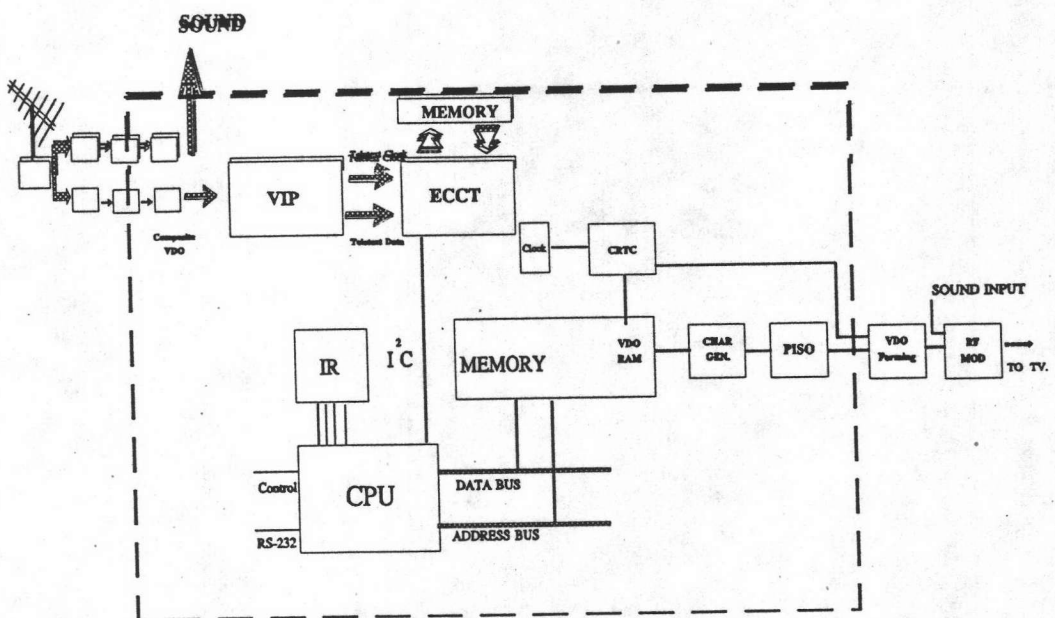 SOUND
MEMORY
Teletext Clock
VIP
ECCT
Composite
VDO
Teletext Data
Clock
CRTC
SOUND INPUT
2
I C
IR
MEMORY
VDO
RAM
CHAR
GEN.
PISO
VDO
Forming
RF
MOD
TO TV.
Control
CPU
DATA BUS
RS-232
ADDRESS BUS